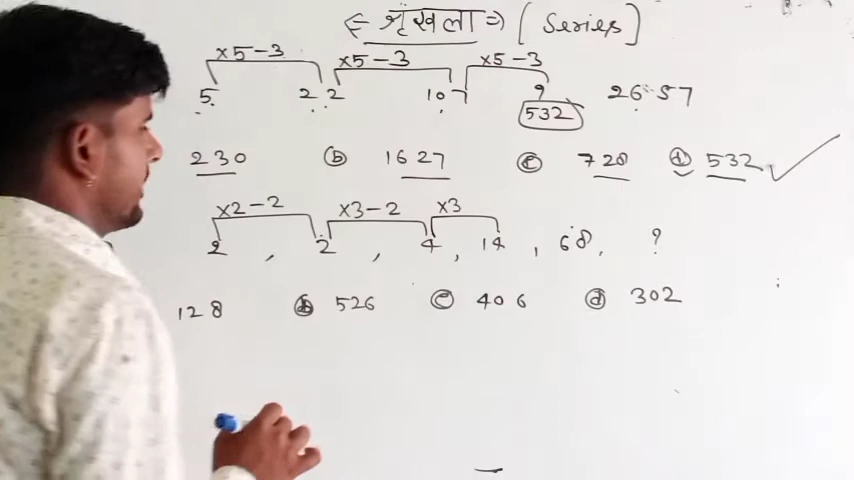 ⇐ श्रृंखला ⇒ [ Series ]
×5-3 ×5-3 ×5-3
5 22 107 ? 2657
532
230 (b) 1627 (c) 728 (d) 532
×2-2 ×3-2 ×3
2 , 2 , 4 , 14 , 68 , ?
128 (b) 526 (c) 406 (d) 302